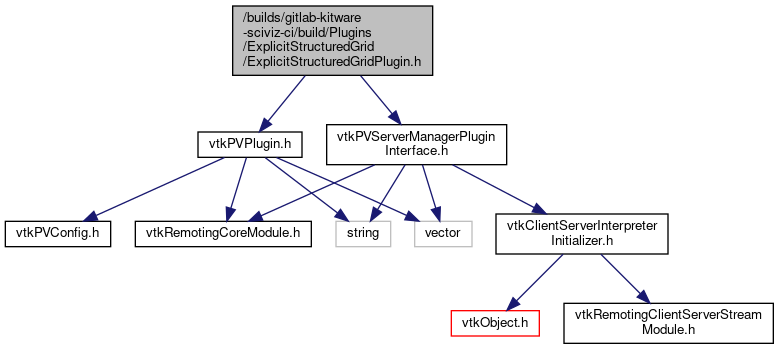 /builds/gitlab-kitware
-sciviz-ci/build/Plugins
/ExplicitStructuredGrid
/ExplicitStructuredGridPlugin.h
vtkPVPlugin.h
vtkPVServerManagerPlugin
Interface.h
vtkPVConfig.h
vtkRemotingCoreModule.h
string
vector
vtkClientServerInterpreter
Initializer.h
vtkObject.h
vtkRemotingClientServerStream
Module.h